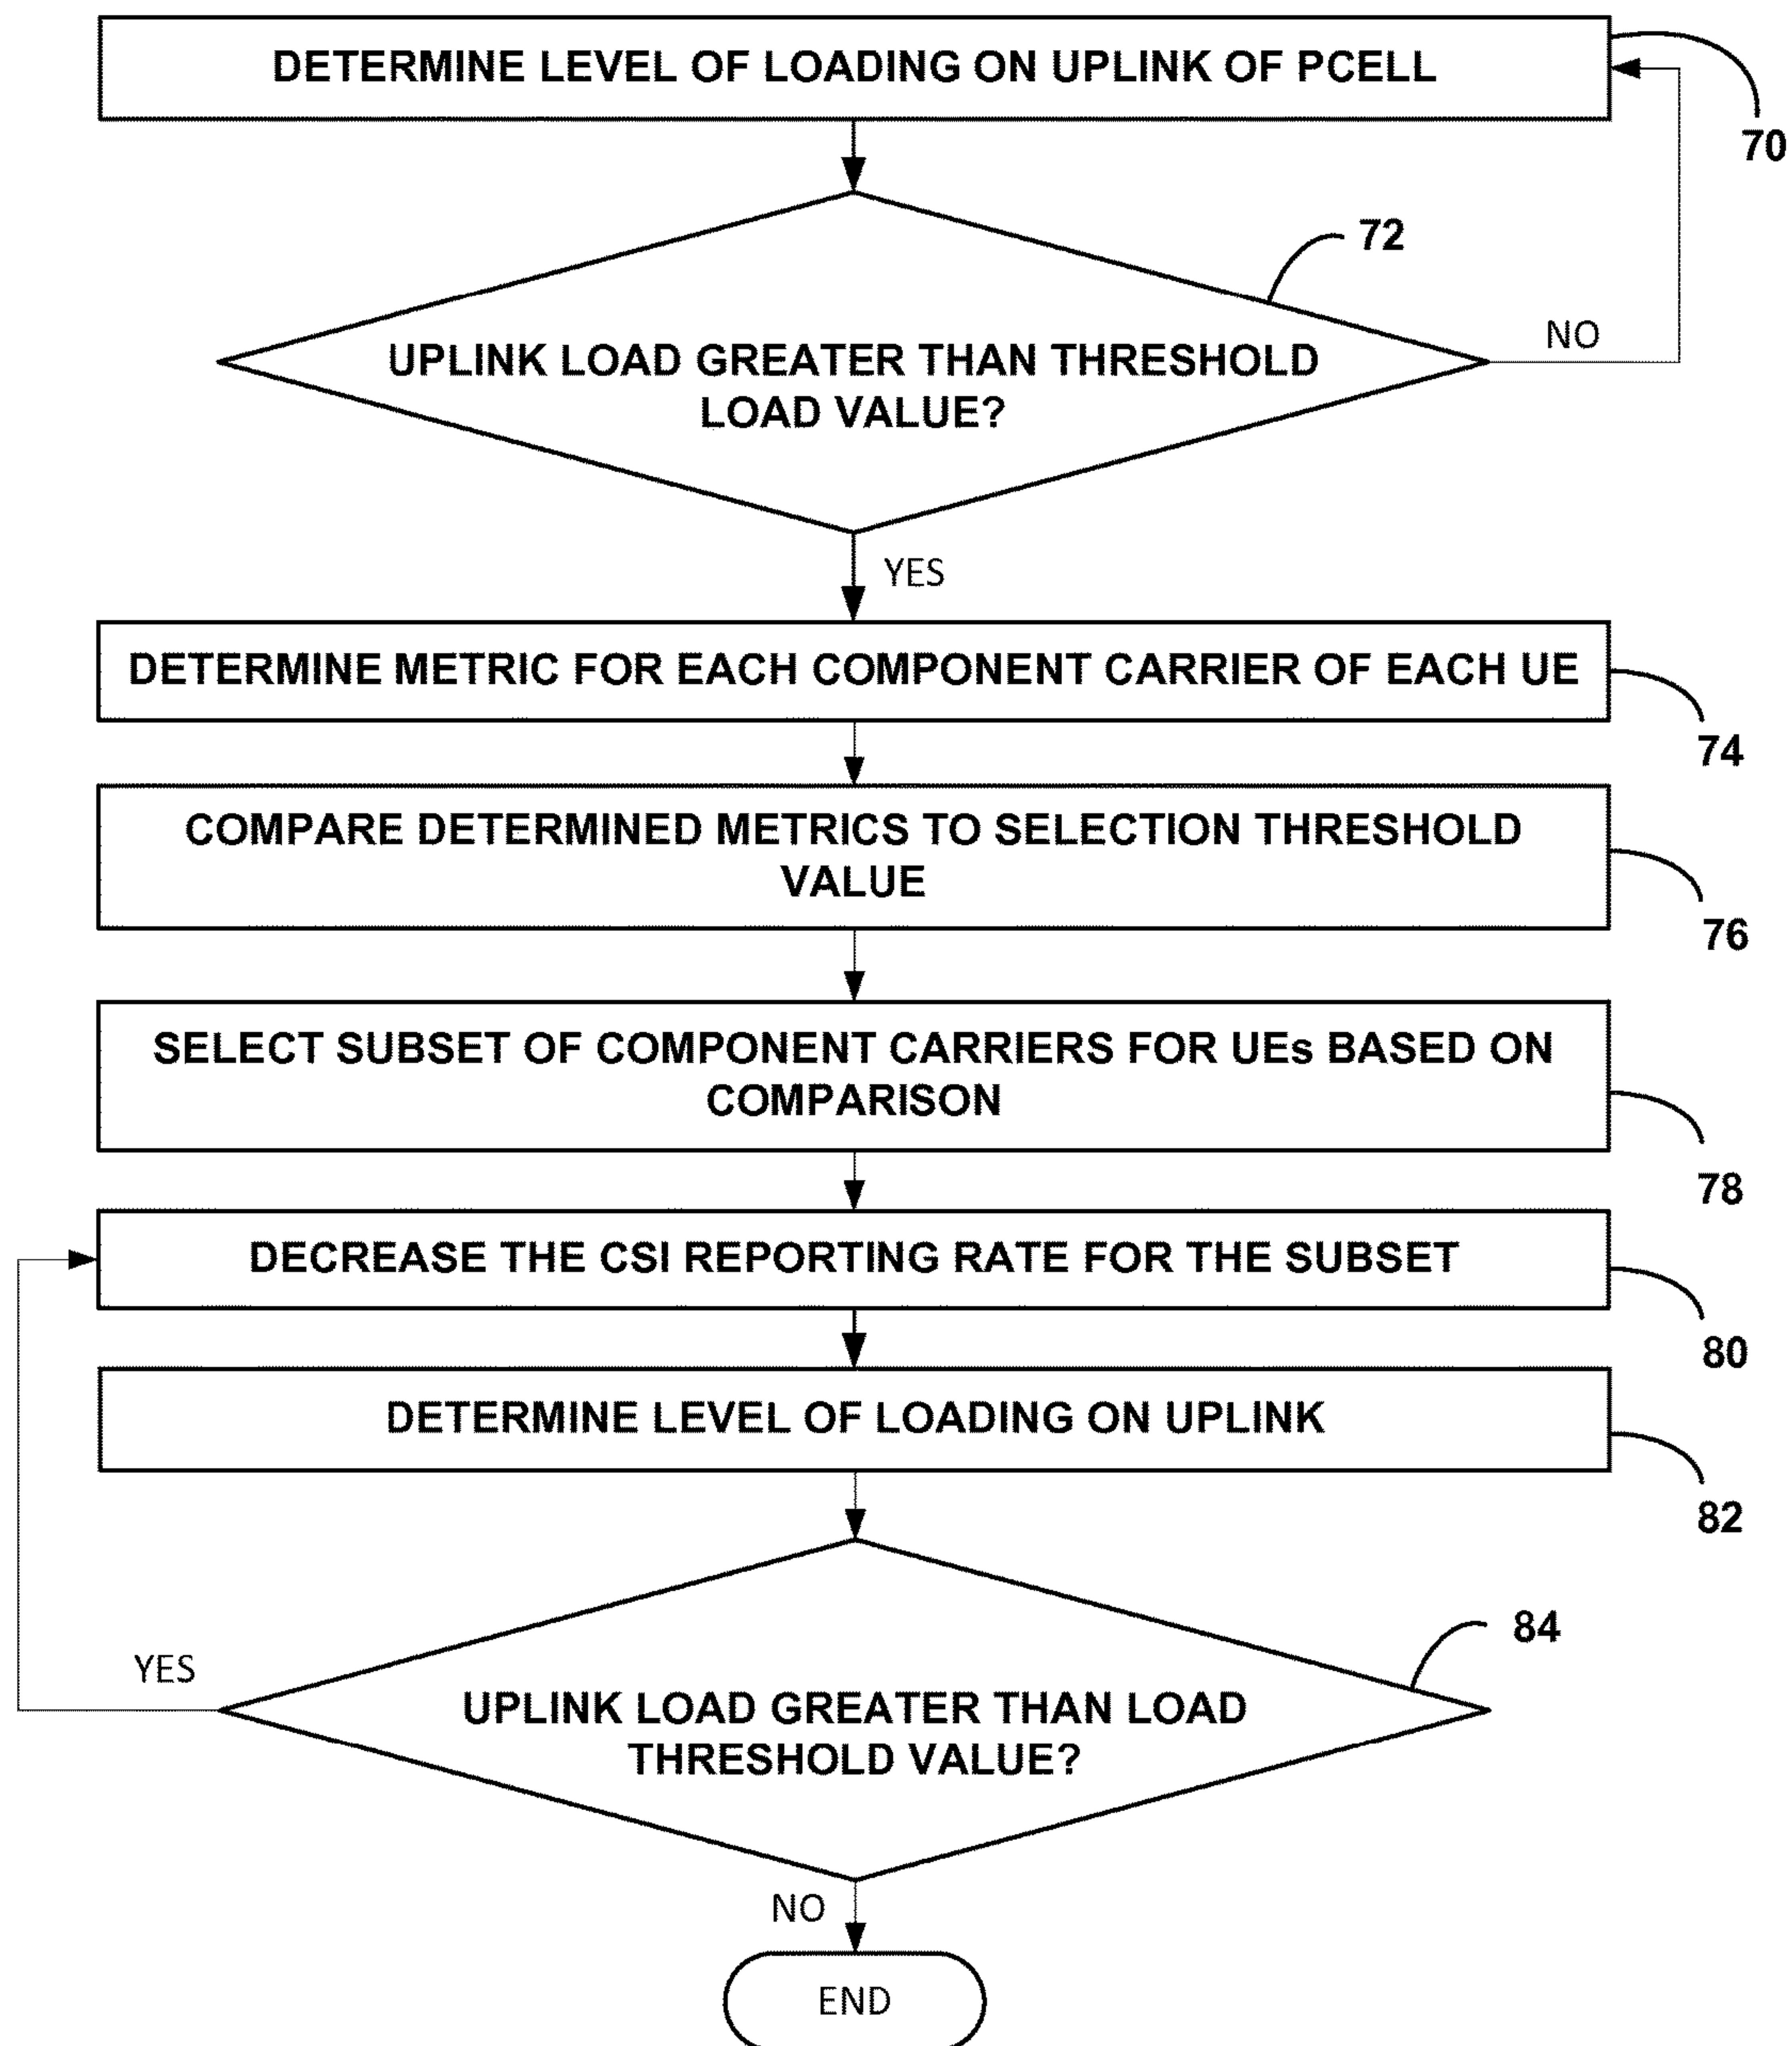 DETERMINE LEVEL OF LOADING ON UPLINK OF PCELL
70
72
UPLINK LOAD GREATER THAN THRESHOLD
LOAD VALUE?
NO
YES
DETERMINE METRIC FOR EACH COMPONENT CARRIER OF EACH UE
74
COMPARE DETERMINED METRICS TO SELECTION THRESHOLD
VALUE
76
SELECT SUBSET OF COMPONENT CARRIERS FOR UEs BASED ON
COMPARISON
78
DECREASE THE CSI REPORTING RATE FOR THE SUBSET
80
DETERMINE LEVEL OF LOADING ON UPLINK
82
84
YES
UPLINK LOAD GREATER THAN LOAD
THRESHOLD VALUE?
NO
END